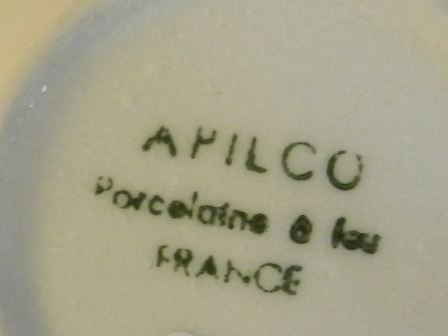 APILCO
Porcelaine à feu
FRANCE